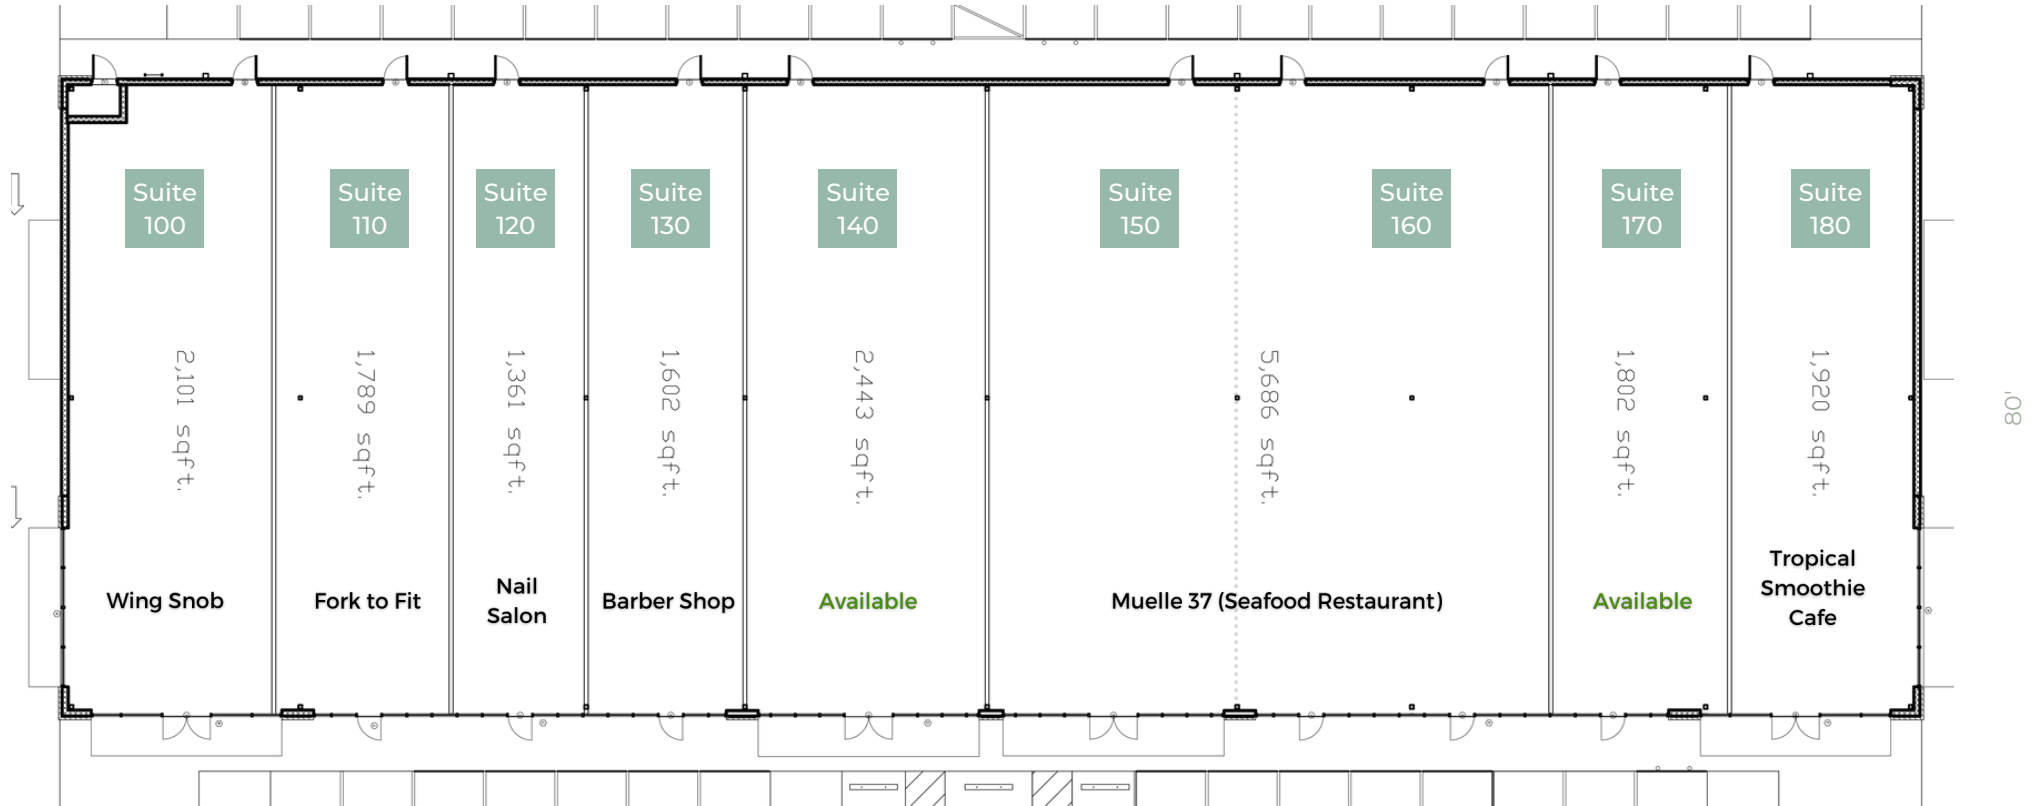 Suite
100
Suite
110
Suite
120
Suite
130
Suite
140
Suite
150
Suite
160
Suite
170
Suite
180
2,101 sqft.
1,789 sqft.
1,361 sqft.
1,602 sqft.
2,443 sqft.
5,686 sqft.
1,802 sqft.
1,920 sqft.
80'
Wing Snob
Fork to Fit
Nail
Salon
Barber Shop
Available
Muelle 37 (Seafood Restaurant)
Available
Tropical
Smoothie
Cafe